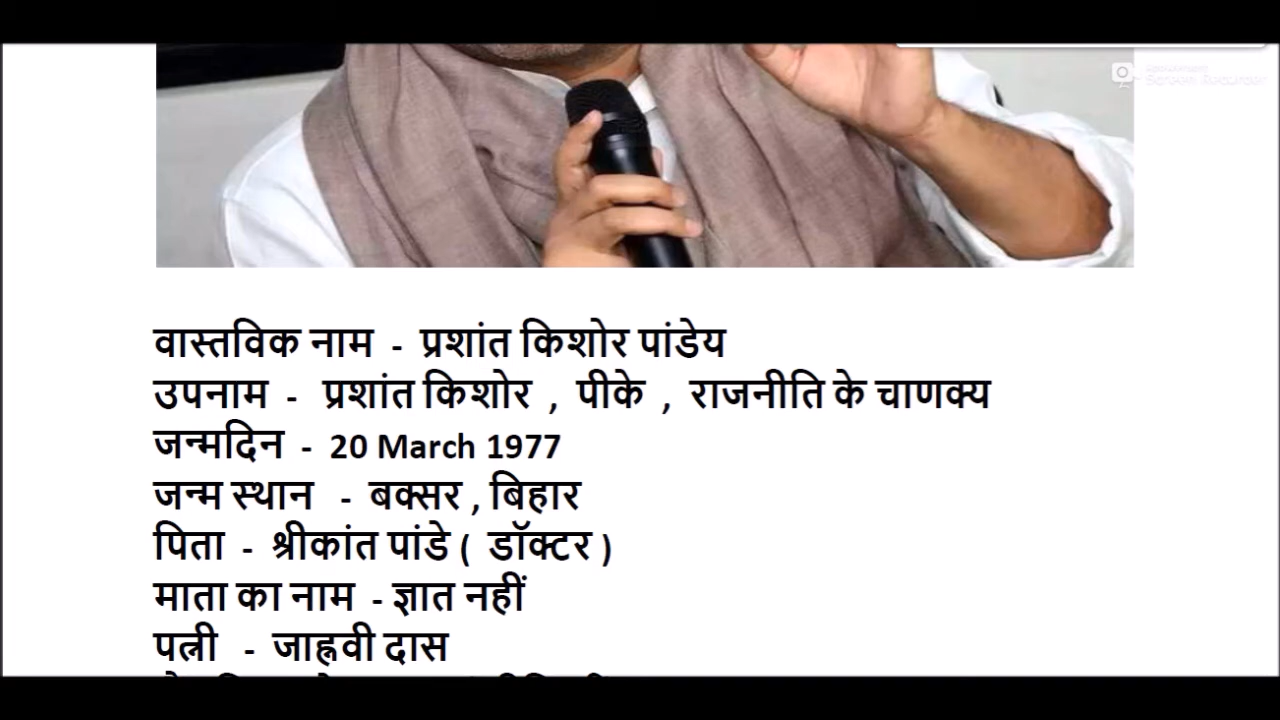 वास्तविक नाम - प्रशांत किशोर पांडेय
उपनाम - प्रशांत किशोर , पीके , राजनीति के चाणक्य
जन्मदिन - 20 March 1977
जन्म स्थान - बक्सर , बिहार
पिता - श्रीकांत पांडे ( डॉक्टर )
माता का नाम - ज्ञात नहीं
पत्नी - जाह्नवी दास